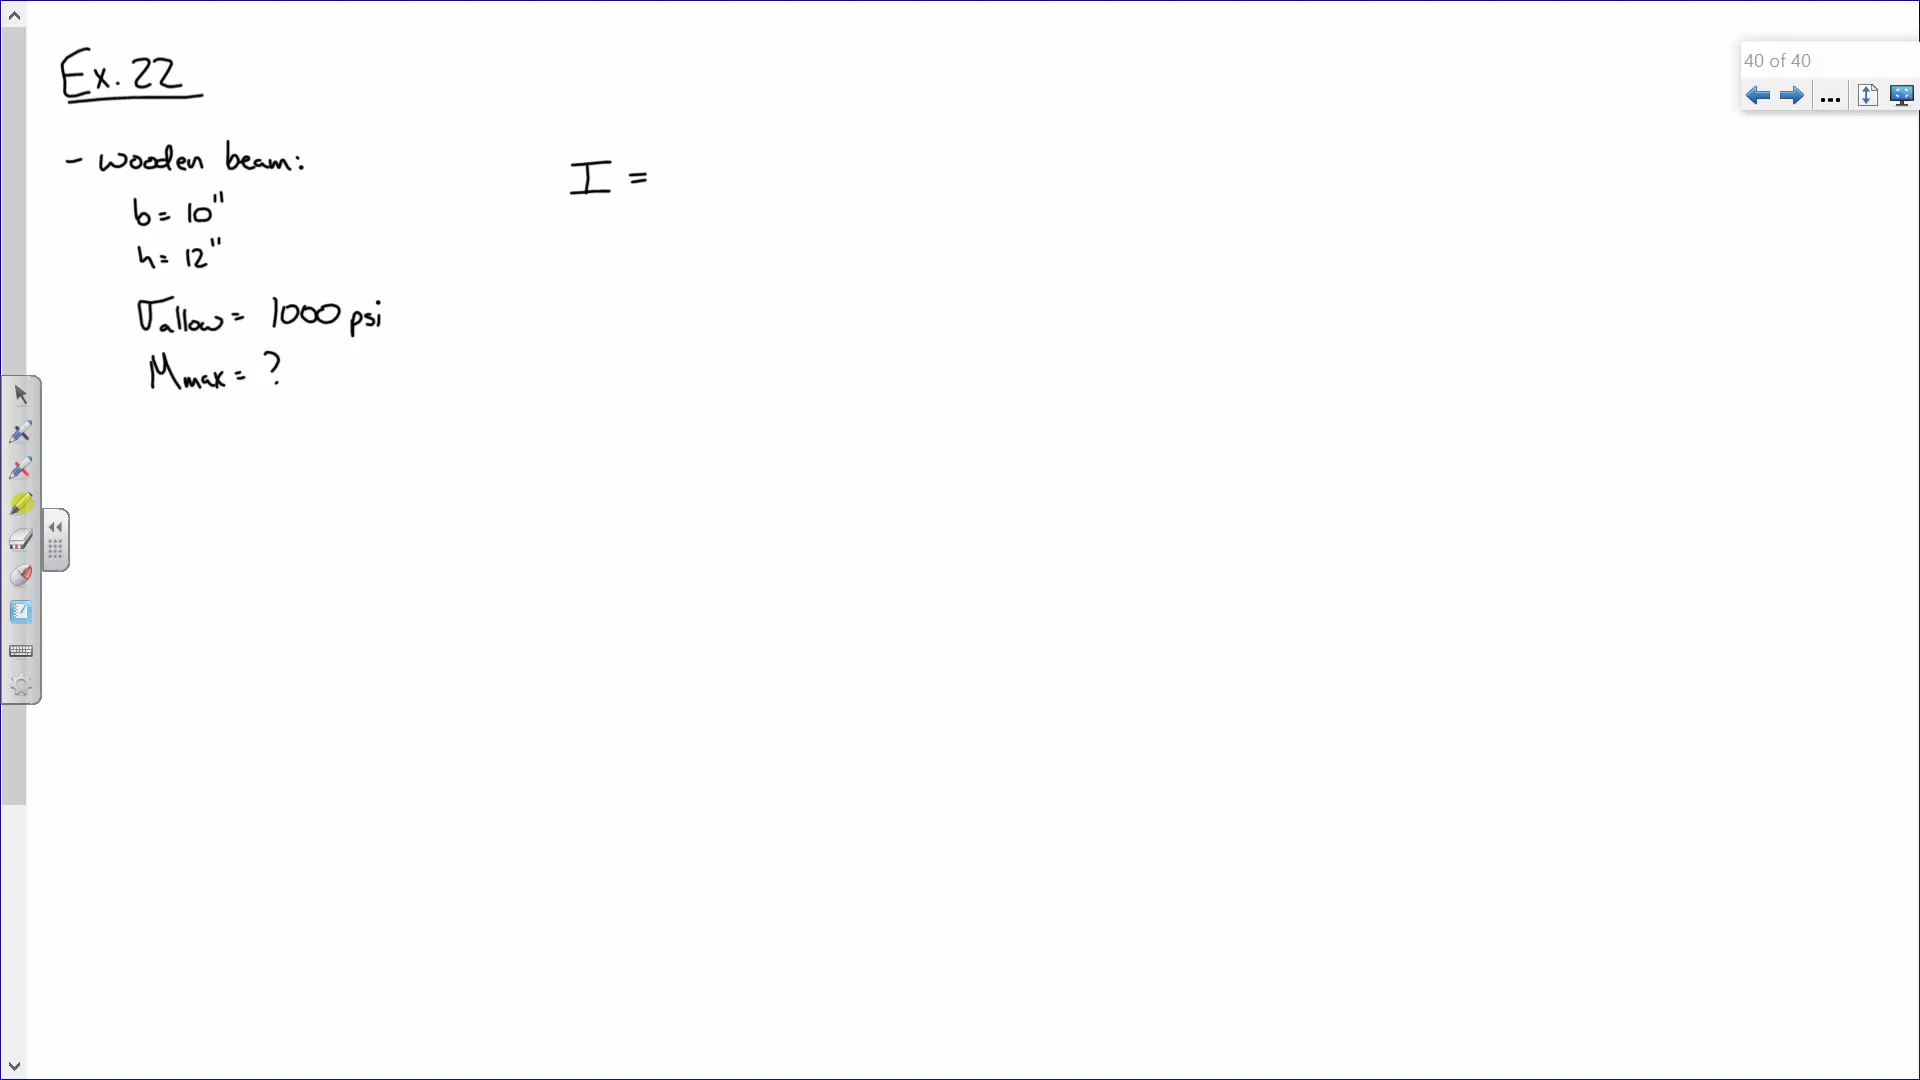 Ex. 22
- wooden beam:
b = 10"
h = 12"
σallow = 1000 psi
Mmax = ?
I =
40 of 40
...